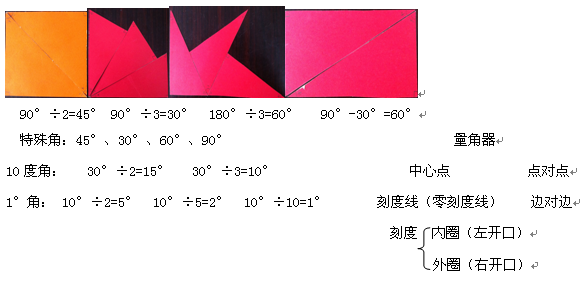 90°÷2=45° 90°÷3=30° 180°÷3=60° 90°-30°=60°
特殊角：45°、30°、60°、90° 量角器
10度角： 30°÷2=15° 30°÷3=10° 中心点 点对点
1°角： 10°÷2=5° 10°÷5=2° 10°÷10=1° 刻度线（零刻度线） 边对边
刻度 内圈（左开口）
外圈（右开口）